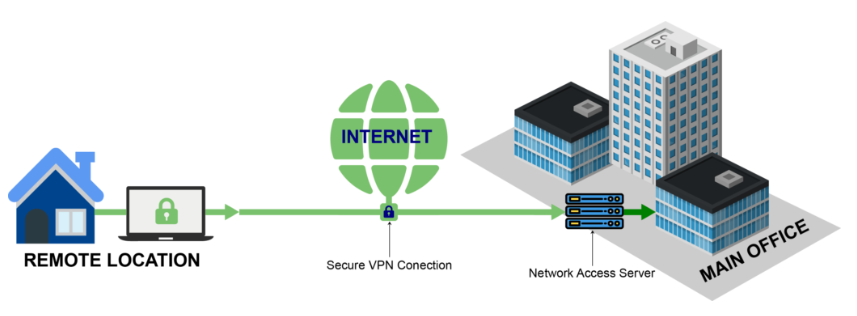 INTERNET
REMOTE LOCATION
MAIN OFFICE
Secure VPN Conection
Network Access Server